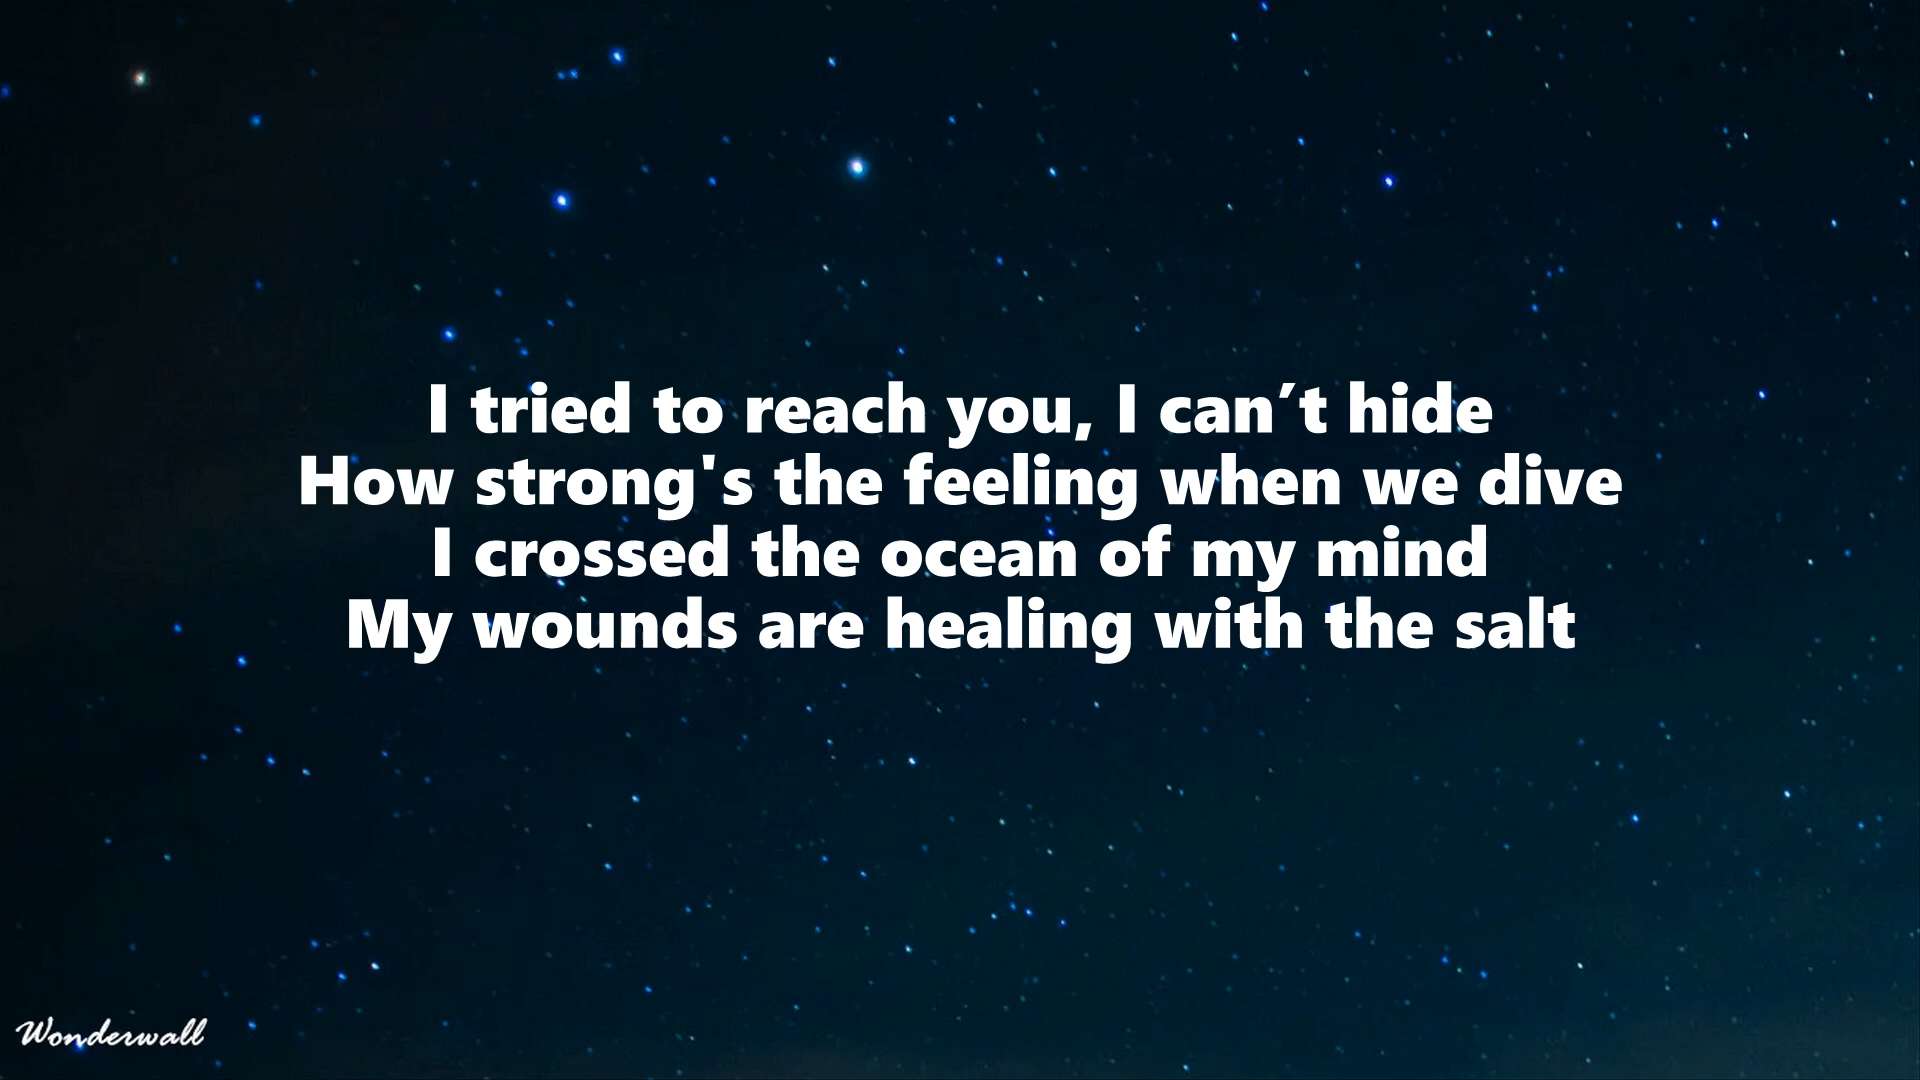 I tried to reach you, I can’t hide
How strong's the feeling when we dive
I crossed the ocean of my mind
My wounds are healing with the salt
Wonderwall